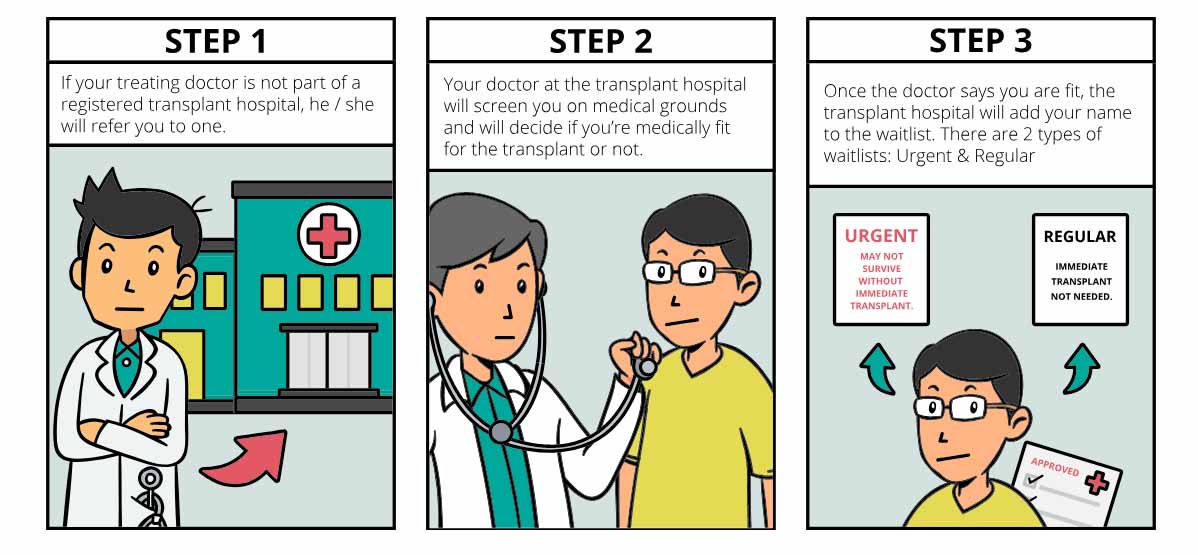 STEP 1
If your treating doctor is not part of a
registered transplant hospital, he / she
will refer you to one.
STEP 2
Your doctor at the transplant hospital
will screen you on medical grounds
and will decide if you're medically fit
for the transplant or not.
STEP 3
Once the doctor says you are fit, the
transplant hospital will add your name
to the waitlist. There are 2 types of
waitlists: Urgent & Regular
URGENT
MAY NOT
SURVIVE
WITHOUT
IMMEDIATE
TRANSPLANT.
REGULAR
IMMEDIATE
TRANSPLANT
NOT NEEDED.
APPROVED